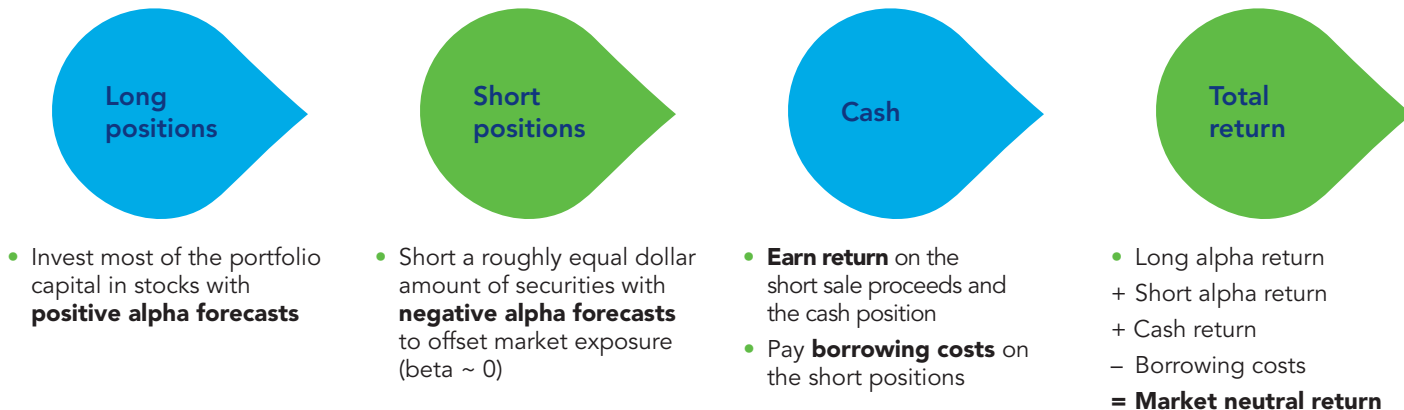 Long
positions
• Invest most of the portfolio
capital in stocks with
positive alpha forecasts
Short
positions
• Short a roughly equal dollar
amount of securities with
negative alpha forecasts
to offset market exposure
(beta ~ 0)
Cash
• Earn return on the
short sale proceeds and
the cash position
• Pay borrowing costs on
the short positions
Total
return
• Long alpha return
+ Short alpha return
+ Cash return
– Borrowing costs
= Market neutral return